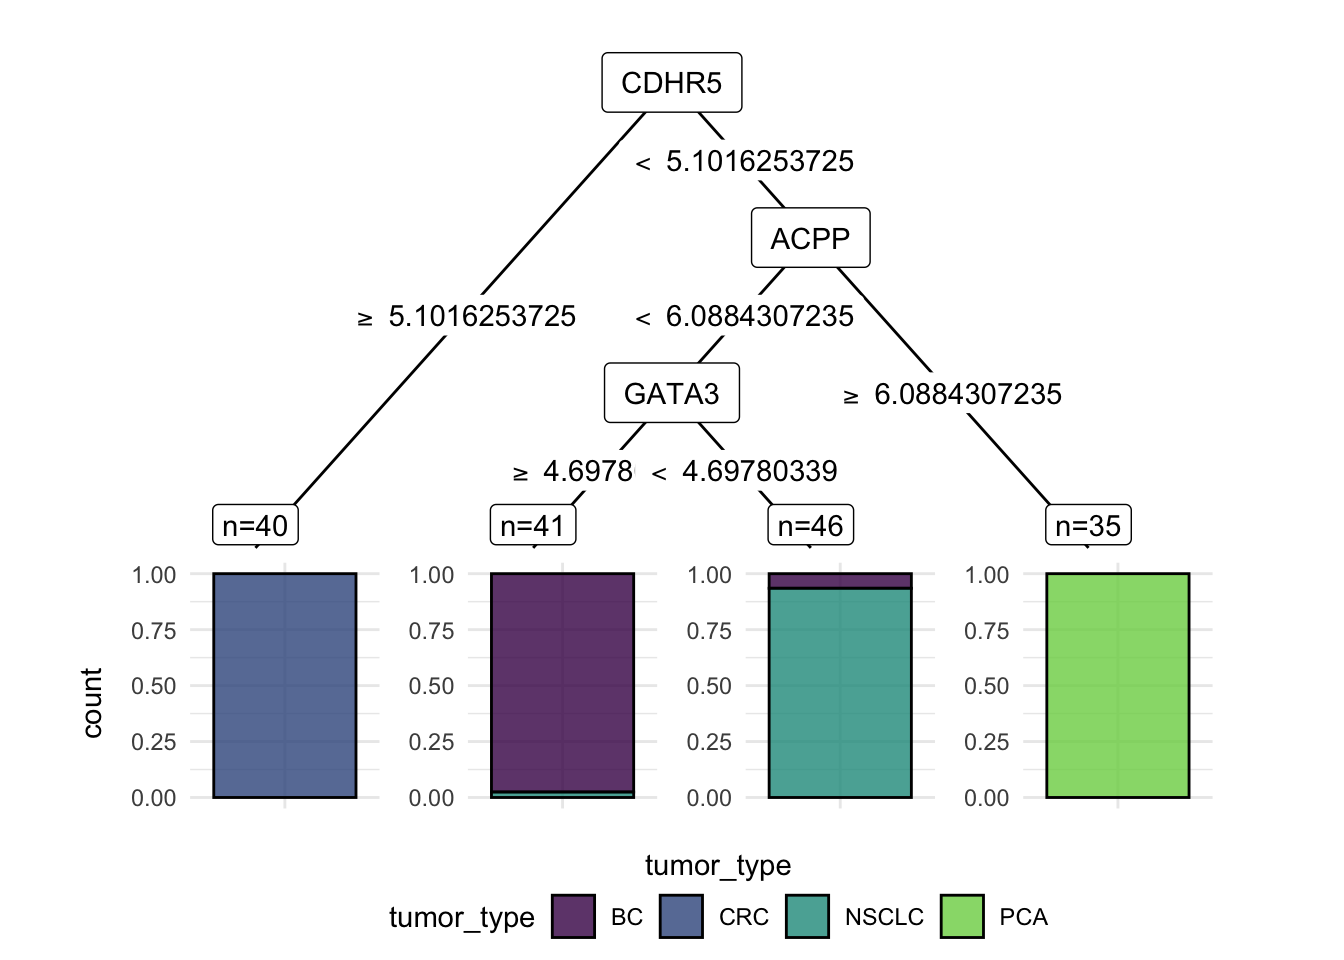 CDHR5
< 5.1016253725
ACPP
≥ 5.1016253725 < 6.0884307235
GATA3
≥ 6.0884307235
≥ 4.6978 < 4.69780339
n=40 n=41 n=46 n=35
1.00 1.00 1.00 1.00
0.75 0.75 0.75 0.75
0.50 0.50 0.50 0.50
0.25 0.25 0.25 0.25
0.00 0.00 0.00 0.00
count
tumor_type
tumor_type BC CRC NSCLC PCA